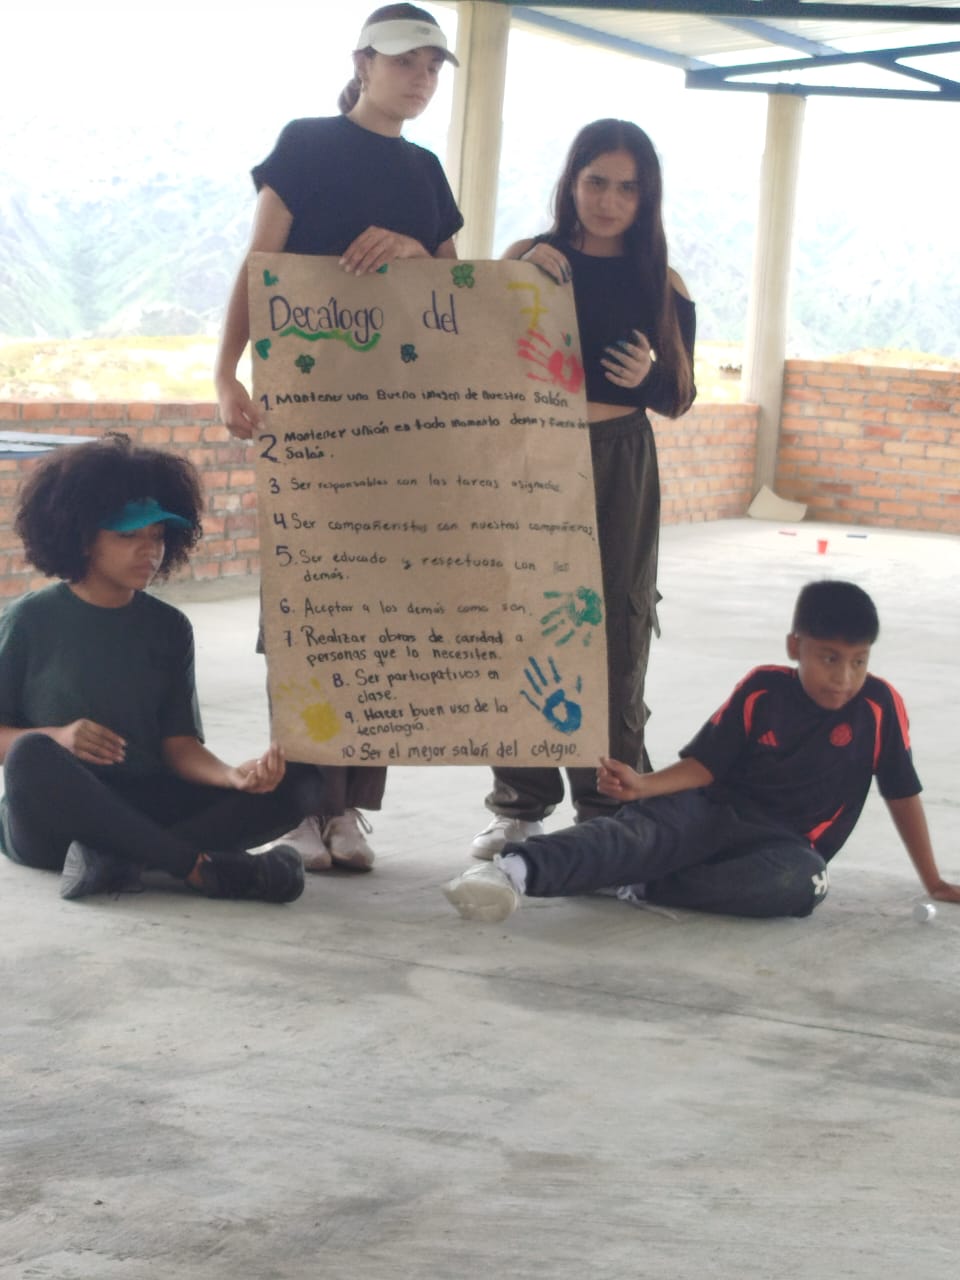 Decálogo del 7
1. Mantener una Buena imagen de nuestro Salón
2 Mantener unión en todo momento dentro y fuera del
Salón.
3 Ser responsables con las tareas asignadas
4 Ser compañeristas con nuestros compañeros.
5. Ser educado y respetuoso con los
demás.
6. Aceptar a los demás como son.
7. Realizar obras de caridad a
personas que lo necesiten.
8. Ser participativos en
clase.
9. Hacer buen uso de la
tecnología.
10. Ser el mejor salón del colegio.